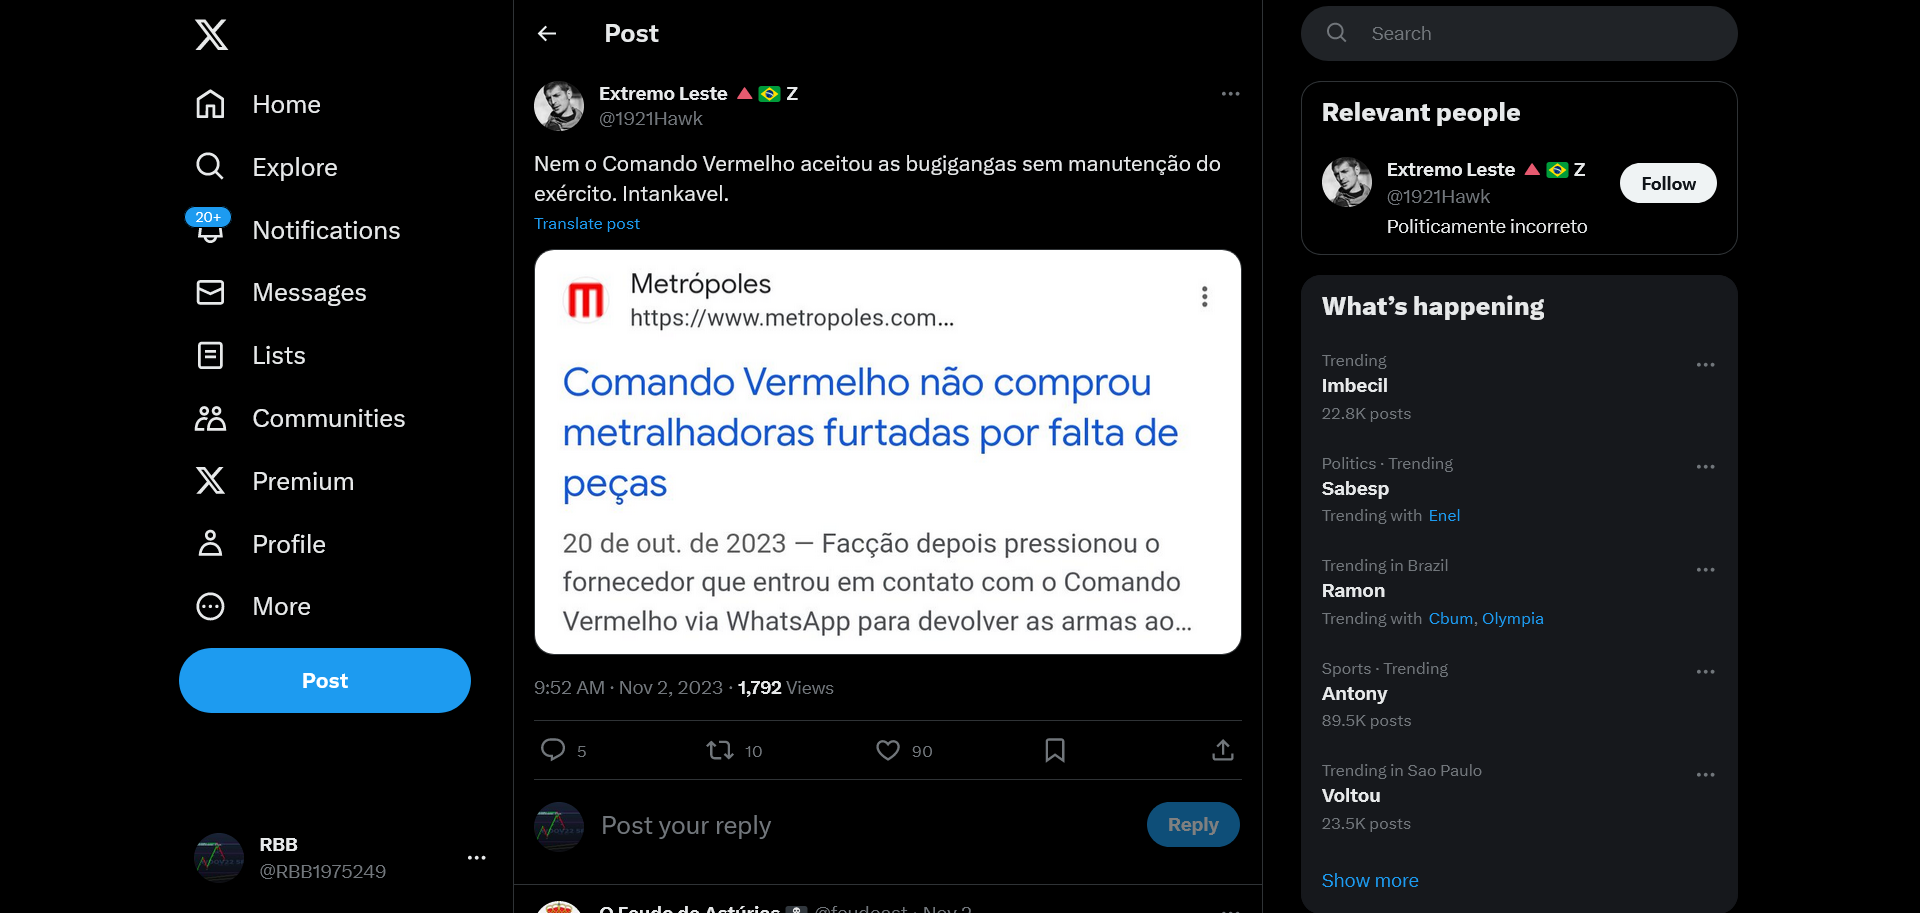 Home
Explore
20+
Notifications
Messages
Lists
Communities
Premium
Profile
More
Post
RBB
@RBB1975249
Post
Extremo Leste 🔺🇧🇷 Z
@1921Hawk
Nem o Comando Vermelho aceitou as bugigangas sem manutenção do
exército. Intankavel.
Translate post
Metrópoles
https://www.metropoles.com...
Comando Vermelho não comprou
metralhadoras furtadas por falta de
peças
20 de out. de 2023 — Facção depois pressionou o
fornecedor que entrou em contato com o Comando
Vermelho via WhatsApp para devolver as armas ao...
9:52 AM · Nov 2, 2023 · 1,792 Views
5
10
90
Post your reply
Reply
O Feudo de Astúrias @feudoast · Nov 2
Search
Relevant people
Extremo Leste 🔺🇧🇷 Z
@1921Hawk
Follow
Politicamente incorreto
What's happening
Trending
Imbecil
22.8K posts
Politics · Trending
Sabesp
Trending with Enel
Trending in Brazil
Ramon
Trending with Cbum, Olympia
Sports · Trending
Antony
89.5K posts
Trending in Sao Paulo
Voltou
23.5K posts
Show more